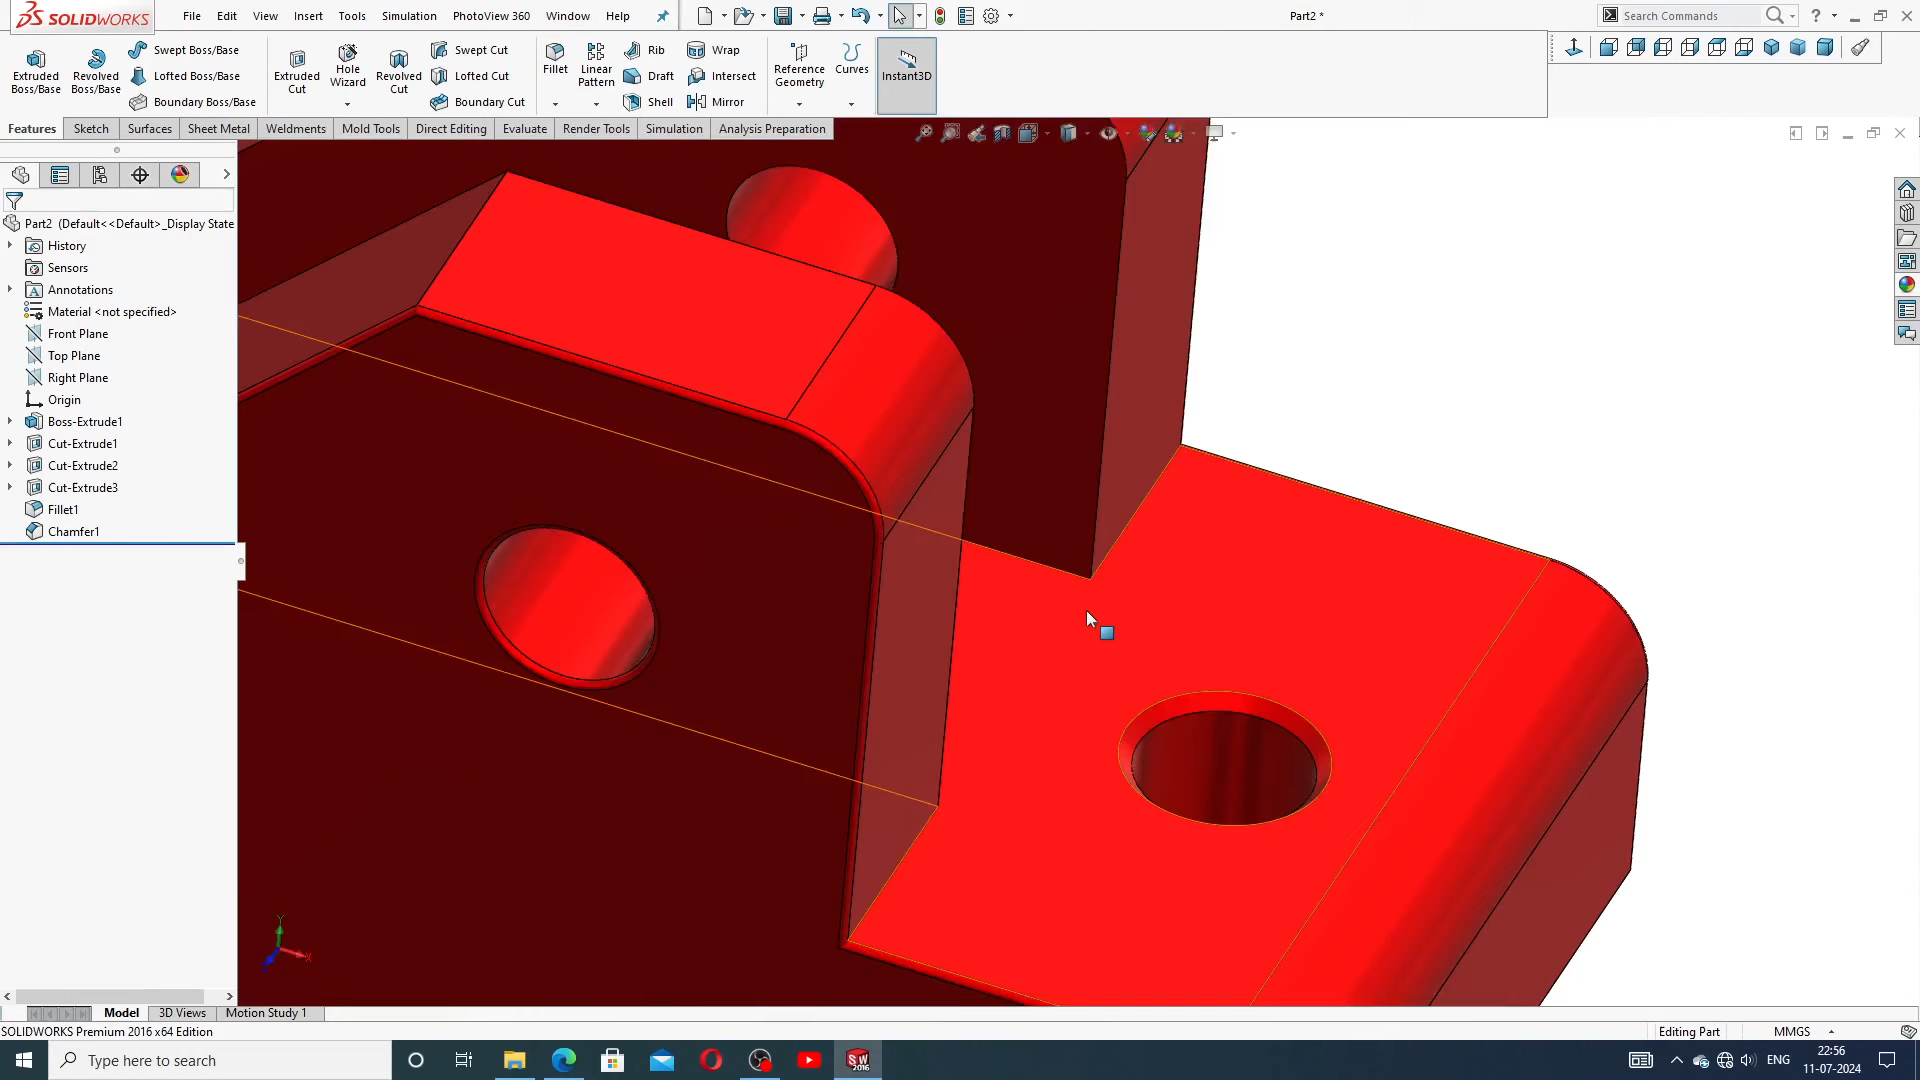 SOLIDWORKS File Edit View Insert Tools Simulation PhotoView 360 Window Help Part2 * Search Commands
Extruded Boss/Base
Revolved Boss/Base
Swept Boss/Base
Lofted Boss/Base
Boundary Boss/Base
Extruded Cut
Hole Wizard
Revolved Cut
Swept Cut
Lofted Cut
Boundary Cut
Fillet
Linear Pattern
Rib
Draft
Shell
Wrap
Intersect
Mirror
Reference Geometry
Curves
Instant3D
Features Sketch Surfaces Sheet Metal Weldments Mold Tools Direct Editing Evaluate Render Tools Simulation Analysis Preparation
Part2 (Default<<Default>_Display State
History
Sensors
Annotations
Material <not specified>
Front Plane
Top Plane
Right Plane
Origin
Boss-Extrude1
Cut-Extrude1
Cut-Extrude2
Cut-Extrude3
Fillet1
Chamfer1
Y
X
Model 3D Views Motion Study 1
SOLIDWORKS Premium 2016 x64 Edition Editing Part MMGS
Type here to search
SW
2016
ENG
22:56
11-07-2024